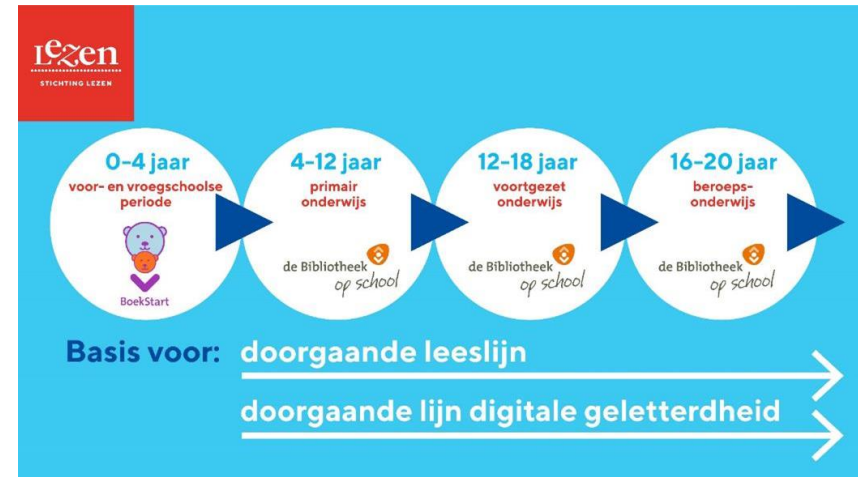 Lezen
STICHTING LEZEN
0-4 jaar
voor- en vroegschoolse
periode
BoekStart
4-12 jaar
primair
onderwijs
de Bibliotheek
op school
12-18 jaar
voortgezet
onderwijs
de Bibliotheek
op school
16-20 jaar
beroeps-
onderwijs
de Bibliotheek
op school
Basis voor: doorgaande leeslijn
doorgaande lijn digitale geletterdheid